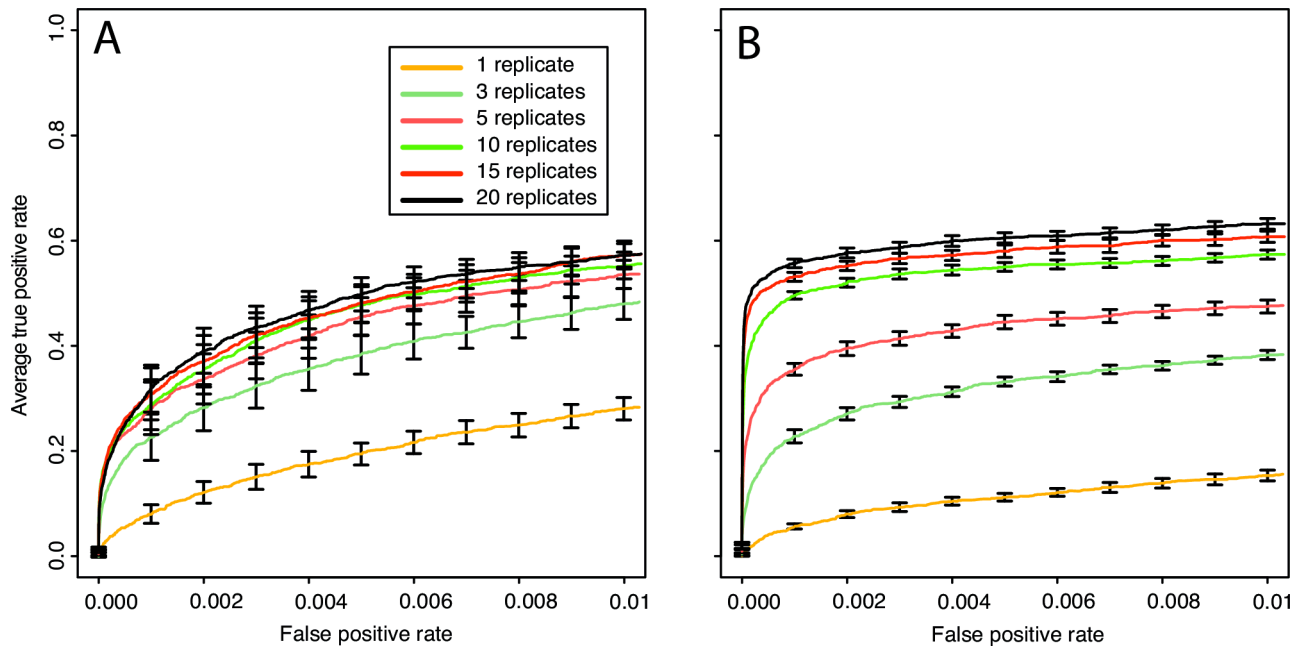 A
B
1 replicate
3 replicates
5 replicates
10 replicates
15 replicates
20 replicates
Average true positive rate
1.0
0.8
0.6
0.4
0.2
0.0
0.000 0.002 0.004 0.006 0.008 0.01
False positive rate
0.000 0.002 0.004 0.006 0.008 0.01
False positive rate